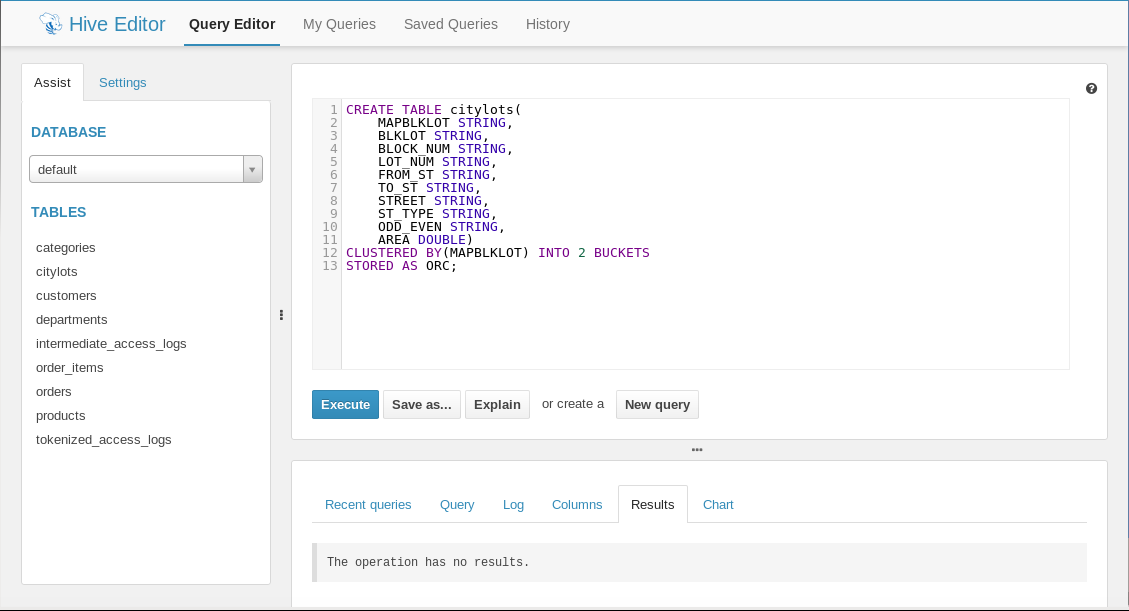 Hive Editor Query Editor My Queries Saved Queries History
Assist Settings
DATABASE
default
TABLES
categories
citylots
customers
departments
intermediate_access_logs
order_items
orders
products
tokenized_access_logs
1 CREATE TABLE citylots(
2     MAPBLKLOT STRING,
3     BLKLOT STRING,
4     BLOCK_NUM STRING,
5     LOT_NUM STRING,
6     FROM_ST STRING,
7     TO_ST STRING,
8     STREET STRING,
9     ST_TYPE STRING,
10     ODD_EVEN STRING,
11     AREA DOUBLE)
12 CLUSTERED BY(MAPBLKLOT) INTO 2 BUCKETS
13 STORED AS ORC;
Execute Save as... Explain or create a New query
Recent queries Query Log Columns Results Chart
The operation has no results.